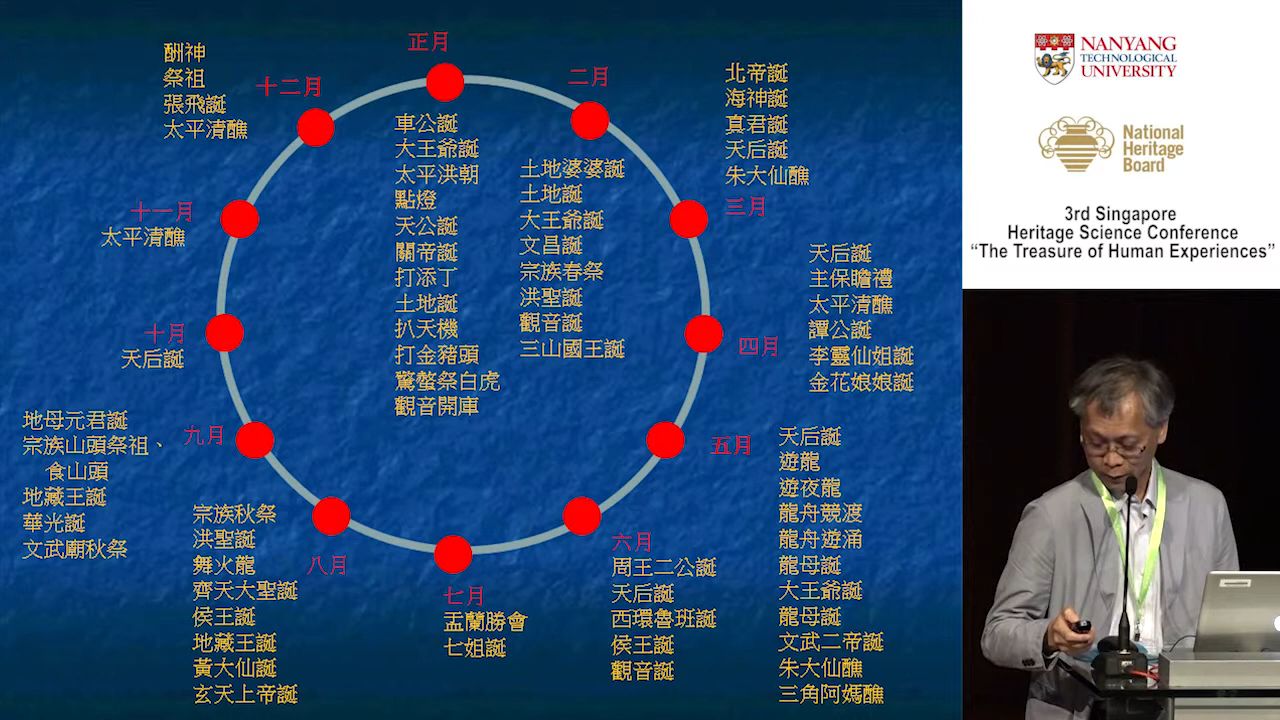 正月
車公誕
大王爺誕
太平洪朝
點燈
天公誕
關帝誕
打添丁
土地誕
扒天機
打金豬頭
驚螫祭白虎
觀音開庫
二月
土地婆婆誕
土地誕
大王爺誕
文昌誕
宗族春祭
洪聖誕
觀音誕
三山國王誕
三月
北帝誕
海神誕
真君誕
天后誕
朱大仙醮
四月
天后誕
主保瞻禮
太平清醮
譚公誕
李靈仙姐誕
金花娘娘誕
五月
天后誕
遊龍
遊夜龍
龍舟競渡
龍舟遊涌
龍母誕
大王爺誕
龍母誕
文武二帝誕
朱大仙醮
三角阿媽醮
六月
周王二公誕
天后誕
西環魯班誕
侯王誕
觀音誕
七月
盂蘭勝會
七姐誕
八月
宗族秋祭
洪聖誕
舞火龍
齊天大聖誕
侯王誕
地藏王誕
黃大仙誕
玄天上帝誕
九月
地母元君誕
宗族山頭祭祖、
食山頭
地藏王誕
華光誕
文武廟秋祭
十月
天后誕
十一月
太平清醮
十二月
酬神
祭祖
張飛誕
太平清醮
NANYANG
TECHNOLOGICAL
UNIVERSITY
National
Heritage
Board
3rd Singapore
Heritage Science Conference
“The Treasure of Human Experiences”